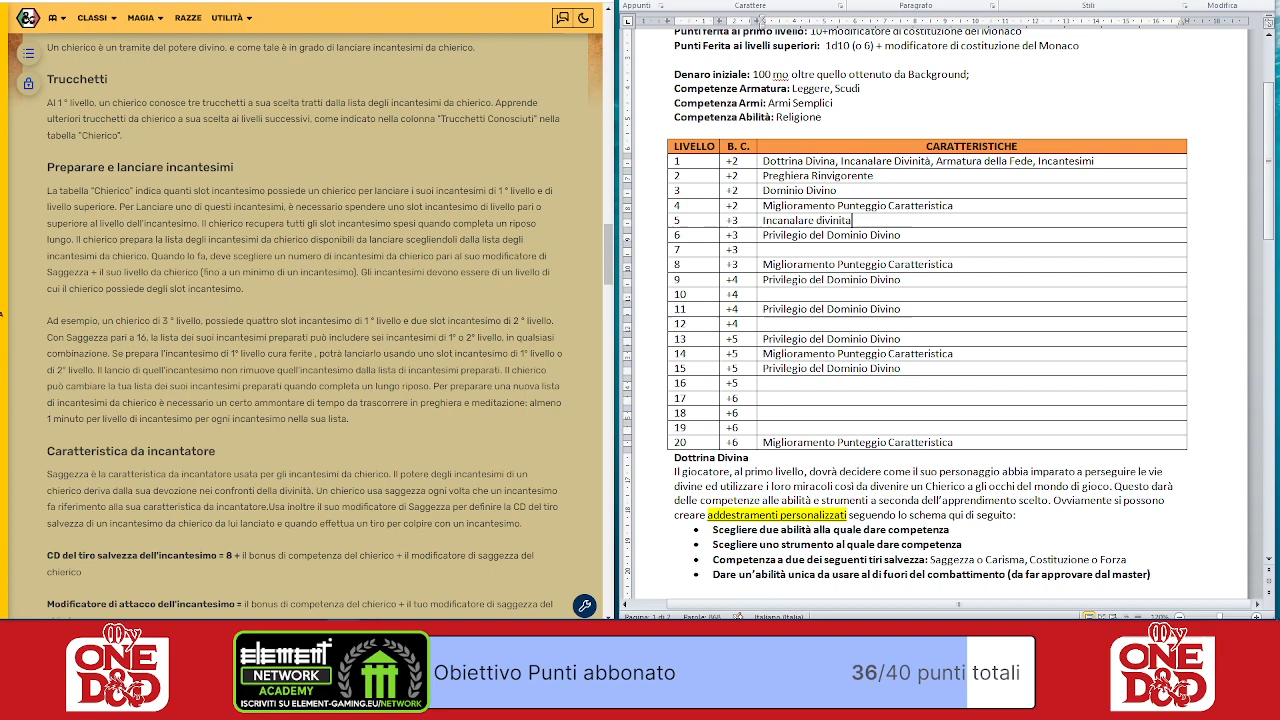 CLASSI
MAGIA
RAZZE
UTILITÀ
Un chierico è un tramite del potere divino, e come tale è in grado di lanciare incantesimi da chierico.
Trucchetti
Al 1° livello, un chierico conosce tre trucchetti a sua scelta tratti dalla lista degli incantesimi da chierico. Apprende
ulteriori trucchetti da chierico a sua scelta ai livelli successivi, come indicato nella colonna "Trucchetti Conosciuti" nella
tabella "Chierico".
Preparare e lanciare incantesimi
La tabella "Chierico" indica quanti slot incantesimo possiede un chierico per lanciare i suoi incantesimi di 1° livello e di
livello superiore. Per Lanciare uno di questi incantesimi, è necessario spendere uno slot incantesimo di livello pari o
superiore al livello dell'incantesimo. Il chierico recupera tutti gli slot incantesimo spesi quando completa un riposo
lungo. Il chierico prepara la lista degli incantesimi da chierico disponibili da lanciare scegliendoli dalla lista degli
incantesimi da chierico. Quando lo fa, deve scegliere un numero di incantesimi da chierico pari al suo modificatore di
Saggezza + il suo livello da chierico (fino a un minimo di un incantesimo). Gli incantesimi devono essere di un livello di
cui il chierico possiede degli slot incantesimo.
Ad esempio, un chierico di 3° livello, possiede quattro slot incantesimo di 1° livello e due slot incantesimo di 2° livello.
Con Saggezza pari a 16, la lista dei suoi incantesimi preparati può includere sei incantesimi di 1° o 2° livello, in qualsiasi
combinazione. Se prepara l'incantesimo di 1° livello cura ferite , potrà lanciarlo usando uno slot incantesimo di 1° livello o
di 2° livello. Il lancio di quell'incantesimo non rimuove quell'incantesimo dalla lista di incantesimi preparati. Il chierico
può cambiare la tua lista dei suoi incantesimi preparati quando completa un lungo riposo. Per preparare una nuova lista
di incantesimi da chierico è necessario un certo ammontare di tempo da trascorrere in preghiera e meditazione: almeno
1 minuto per livello di incantesimo per ogni incantesimo nella sua lista.
Caratteristica da incantatore
Saggezza è la caratteristica da incantatore usata per gli incantesimi da chierico. Il potere degli incantesimi di un
chierico deriva dalla sua devozione nei confronti della divinità. Un chierico usa saggezza ogni volta che un incantesimo
fa riferimento alla sua caratteristica da incantatore.Usa inoltre il suo modificatore di Saggezza per definire la CD del tiro
salvezza di un incantesimo da chierico da lui lanciato e quando effettua un tiro per colpire con un incantesimo.
CD del tiro salvezza dell'incantesimo = 8 + il bonus di competenza del chierico + il modificatore di saggezza del
chierico
Modificatore di attacco dell'incantesimo = il bonus di competenza del chierico + il tuo modificatore di saggezza del
Appunti
Carattere
Paragrafo
Stili
Modifica
Punti ferita al primo livello: 10+modificatore di costituzione del Monaco
Punti Ferita ai livelli superiori: 1d10 (o 6) + modificatore di costituzione del Monaco
Denaro iniziale: 100 mo oltre quello ottenuto da Background;
Competenze Armatura: Leggere, Scudi
Competenze Armi: Armi Semplici
Competenza Abilità: Religione
LIVELLO B. C. CARATTERISTICHE
1 +2 Dottrina Divina, Incanalare Divinità, Armatura della Fede, Incantesimi
2 +2 Preghiera Rinvigorente
3 +2 Dominio Divino
4 +2 Miglioramento Punteggio Caratteristica
5 +3 Incanalare divinita
6 +3 Privilegio del Dominio Divino
7 +3
8 +3 Miglioramento Punteggio Caratteristica
9 +4 Privilegio del Dominio Divino
10 +4
11 +4 Privilegio del Dominio Divino
12 +4
13 +5 Privilegio del Dominio Divino
14 +5 Miglioramento Punteggio Caratteristica
15 +5 Privilegio del Dominio Divino
16 +5
17 +6
18 +6
19 +6
20 +6 Miglioramento Punteggio Caratteristica
Dottrina Divina
Il giocatore, al primo livello, dovrà decidere come il suo personaggio abbia imparato a perseguire le vie
divine ed utilizzare i loro miracoli così da divenire un Chierico a gli occhi del mondo di gioco. Questo darà
delle competenze alle abilità e strumenti a seconda dell'apprendimento scelto. Ovviamente si possono
creare addestramenti personalizzati seguendo lo schema qui di seguito:
• Scegliere due abilità alla quale dare competenza
• Scegliere uno strumento al quale dare competenza
• Competenza a due dei seguenti tiri salvezza: Saggezza o Carisma, Costituzione o Forza
• Dare un'abilità unica da usare al di fuori del combattimento (da far approvare dal master)
Pagina: 1 di 2
Parole: 868
Italiano (Italia)
120%
My
ONE
D&D
element
NETWORK
ACADEMY
ISCRIVITI SU ELEMENT-GAMING.EU/NETWORK
Obiettivo Punti abbonato
36/40 punti totali
My
ONE
D&D